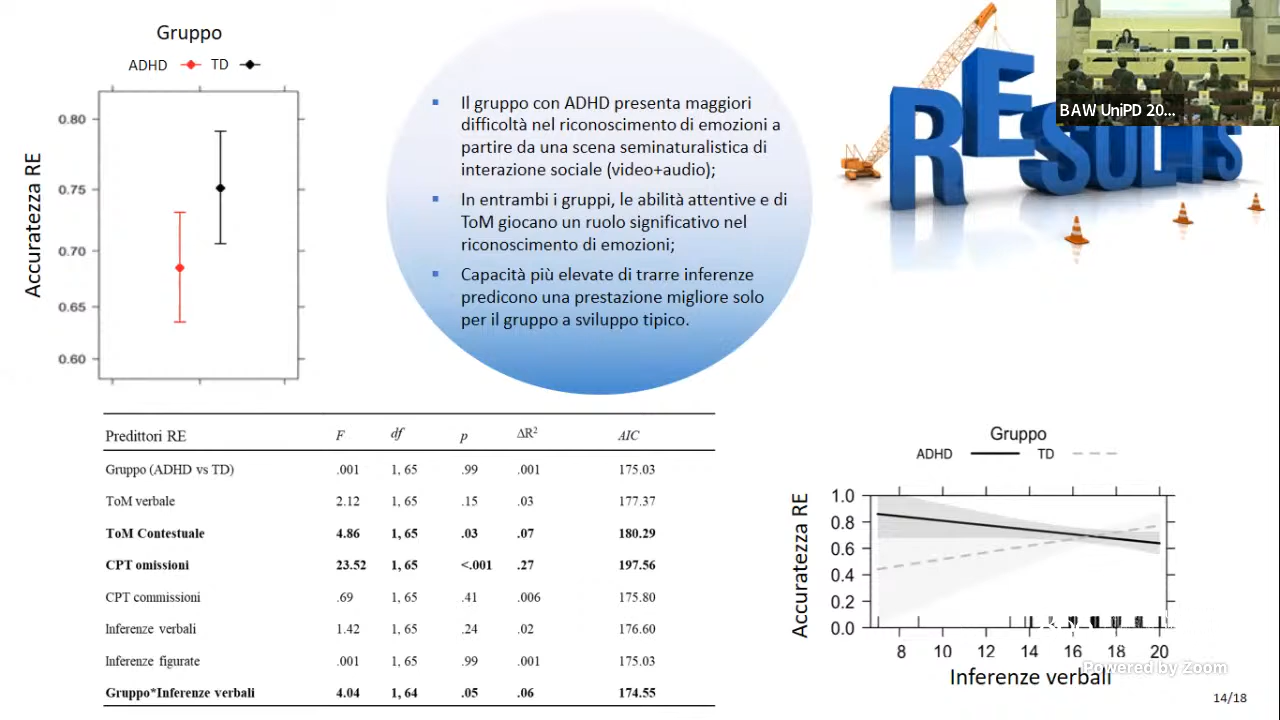 Gruppo
ADHD TD
0.80
0.75
0.70
0.65
0.60
Accuratezza RE
▪ Il gruppo con ADHD presenta maggiori
difficoltà nel riconoscimento di emozioni a
partire da una scena seminaturalistica di
interazione sociale (video+audio);
▪ In entrambi i gruppi, le abilità attentive e di
ToM giocano un ruolo significativo nel
riconoscimento di emozioni;
▪ Capacità più elevate di trarre inferenze
predicono una prestazione migliore solo
per il gruppo a sviluppo tipico.
RESULTS
BAW UniPD 20...
Predittori RE F df p ΔR² AIC
Gruppo (ADHD vs TD) .001 1, 65 .99 .001 175.03
ToM verbale 2.12 1, 65 .15 .03 177.37
ToM Contestuale 4.86 1, 65 .03 .07 180.29
CPT omissioni 23.52 1, 65 <.001 .27 197.56
CPT commissioni .69 1, 65 .41 .006 175.80
Inferenze verbali 1.42 1, 65 .24 .02 176.60
Inferenze figurate .001 1, 65 .99 .001 175.03
Gruppo*Inferenze verbali 4.04 1, 64 .05 .06 174.55
Gruppo
ADHD TD
Accuratezza RE
1.0
0.8
0.6
0.4
0.2
0.0
8 10 12 14 16 18 20
Inferenze verbali
Powered by Zoom
14/18